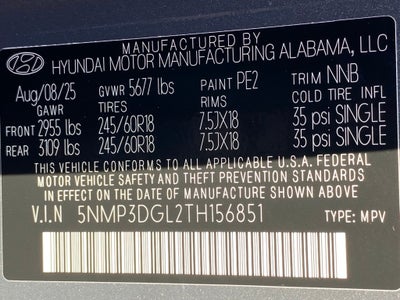 MANUFACTURED BY
HYUNDAI MOTOR MANUFACTURING ALABAMA, LLC
Aug/08/25 GVWR 5677 lbs PAINT PE2 TRIM NNB
GAWR TIRES RIMS COLD TIRE INFL
FRONT 2955 lbs 245/60R18 7.5JX18 35 psi SINGLE
REAR 3109 lbs 245/60R18 7.5JX18 35 psi SINGLE
THIS VEHICLE CONFORMS TO ALL APPLICABLE U.S.A. FEDERAL
MOTOR VEHICLE SAFETY AND THEFT PREVENTION STANDARDS
IN EFFECT ON THE DATE OF MANUFACTURE SHOWN ABOVE.
V.I.N 5NMP3DGL2TH156851 TYPE: MPV